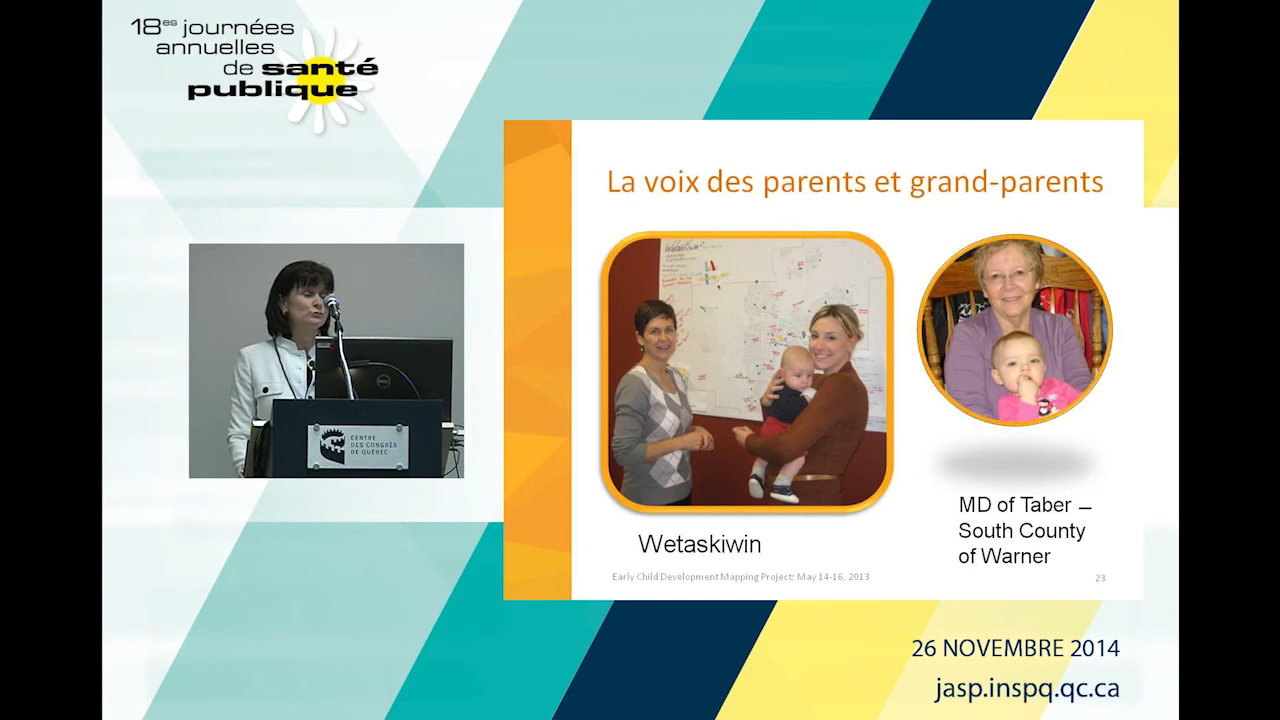 18es journées
annuelles
de santé
publique
La voix des parents et grand-parents
Wetaskiwin
MD of Taber –
South County
of Warner
Early Child Development Mapping Project: May 14-16, 2013
23
DELL
CENTRE
DES CONGRÈS
DE QUÉBEC
26 NOVEMBRE 2014
jasp.inspq.qc.ca